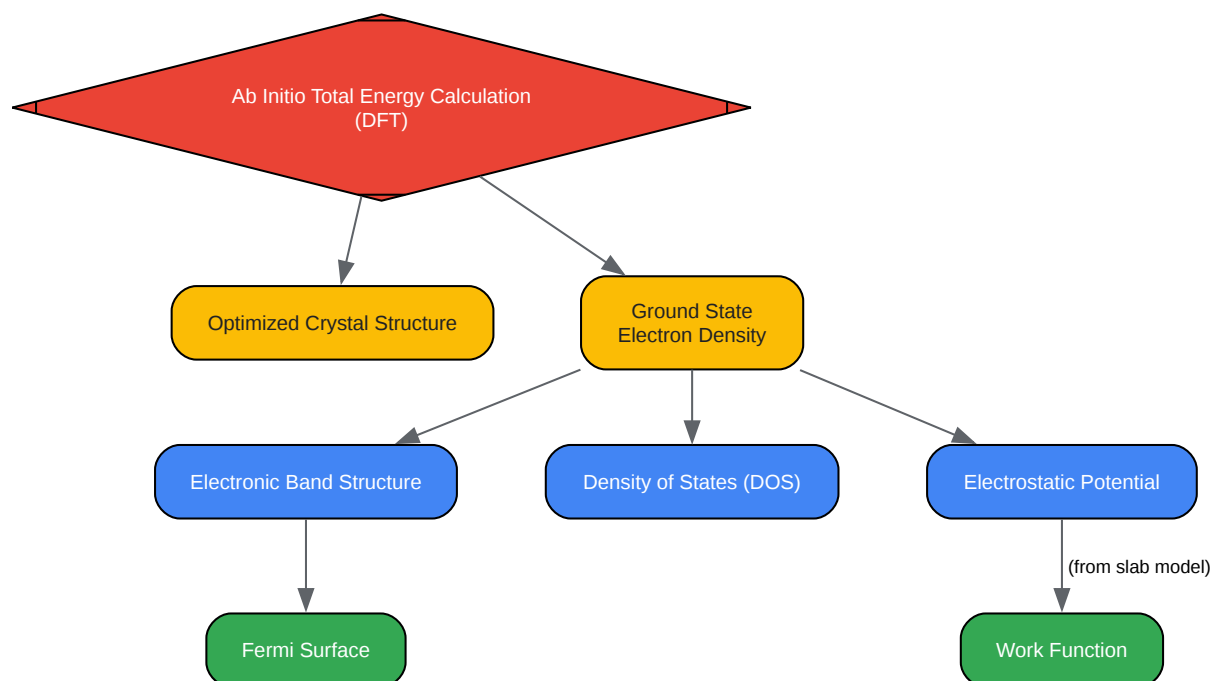 Ab Initio Total Energy Calculation
(DFT)
Optimized Crystal Structure
Ground State
Electron Density
Electronic Band Structure
Density of States (DOS)
Electrostatic Potential
(from slab model)
Fermi Surface
Work Function